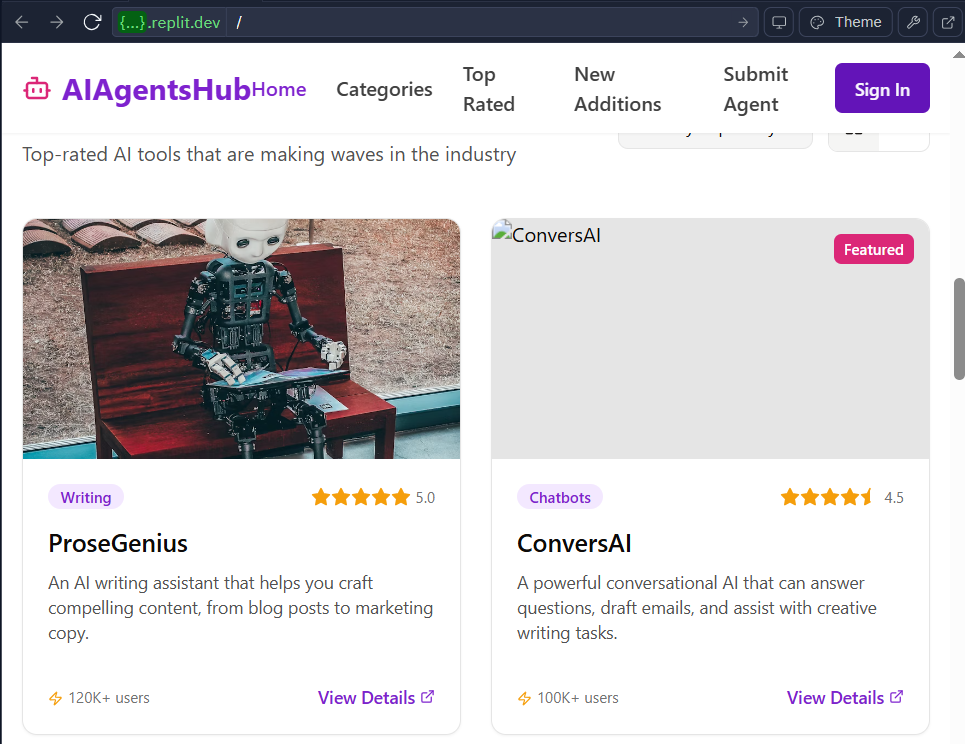 {...}.replit.dev /
Theme
AIAgentsHub
Home
Categories
Top
Rated
New
Additions
Submit
Agent
Sign In
Top-rated AI tools that are making waves in the industry
ConversAI
Featured
Writing
5.0
ProseGenius
An AI writing assistant that helps you craft
compelling content, from blog posts to marketing
copy.
120K+ users
View Details
Chatbots
4.5
ConversAI
A powerful conversational AI that can answer
questions, draft emails, and assist with creative
writing tasks.
100K+ users
View Details